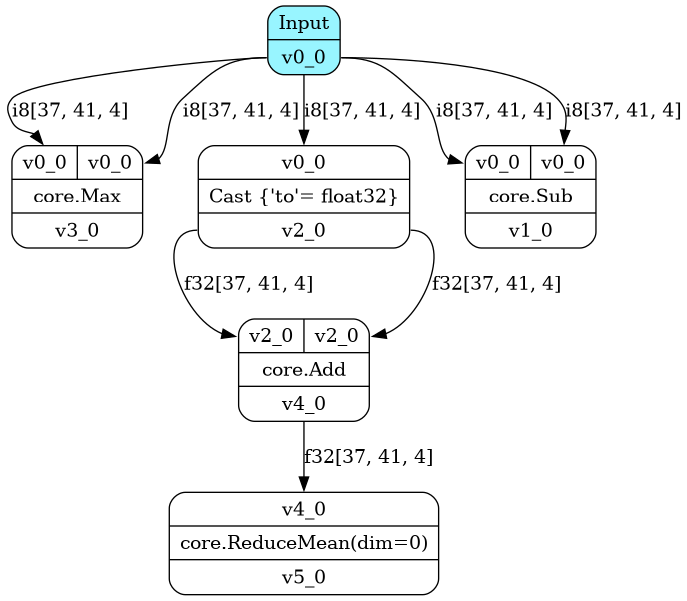 Input
v0_0
i8[37, 41, 4] i8[37, 41, 4] i8[37, 41, 4] i8[37, 41, 4] i8[37, 41, 4]
v0_0 v0_0
core.Max
v3_0
v0_0
Cast {'to'= float32}
v2_0
v0_0 v0_0
core.Sub
v1_0
f32[37, 41, 4] f32[37, 41, 4]
v2_0 v2_0
core.Add
v4_0
f32[37, 41, 4]
v4_0
core.ReduceMean(dim=0)
v5_0